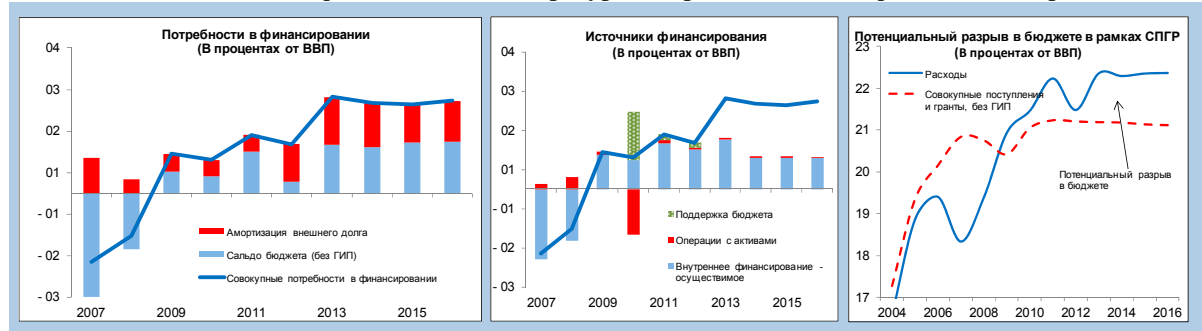 Потребности в финансировании
(В процентах от ВВП)
04
03
02
01
- 01
- 02
- 03
Амортизация внешнего долга
Сальдо бюджета (без ГИП)
Совокупные потребности в финансировании
2007 2009 2011 2013 2015
Источники финансирования
(В процентах от ВВП)
04
03
02
01
- 01
- 02
- 03
Поддержка бюджета
Операции с активами
Внутреннее финансирование -
осуществимое
2007 2009 2011 2013 2015
Потенциальный разрыв в бюджете в рамках СПГР
(В процентах от ВВП)
23
22
21
20
19
18
17
Расходы
Совокупные поступления
и гранты, без ГИП
Потенциальный разрыв
в бюджете
2004 2006 2008 2010 2012 2014 2016